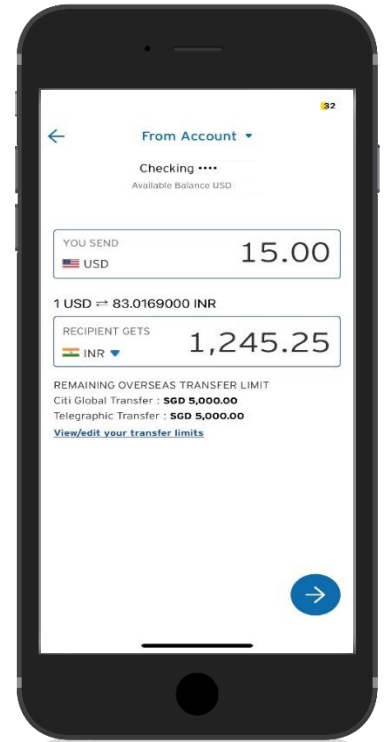 32
From Account
Checking ••••
Available Balance USD
YOU SEND
USD
15.00
1 USD ⇄ 83.0169000 INR
RECIPIENT GETS
INR
1,245.25
REMAINING OVERSEAS TRANSFER LIMIT
Citi Global Transfer : SGD 5,000.00
Telegraphic Transfer : SGD 5,000.00
View/edit your transfer limits